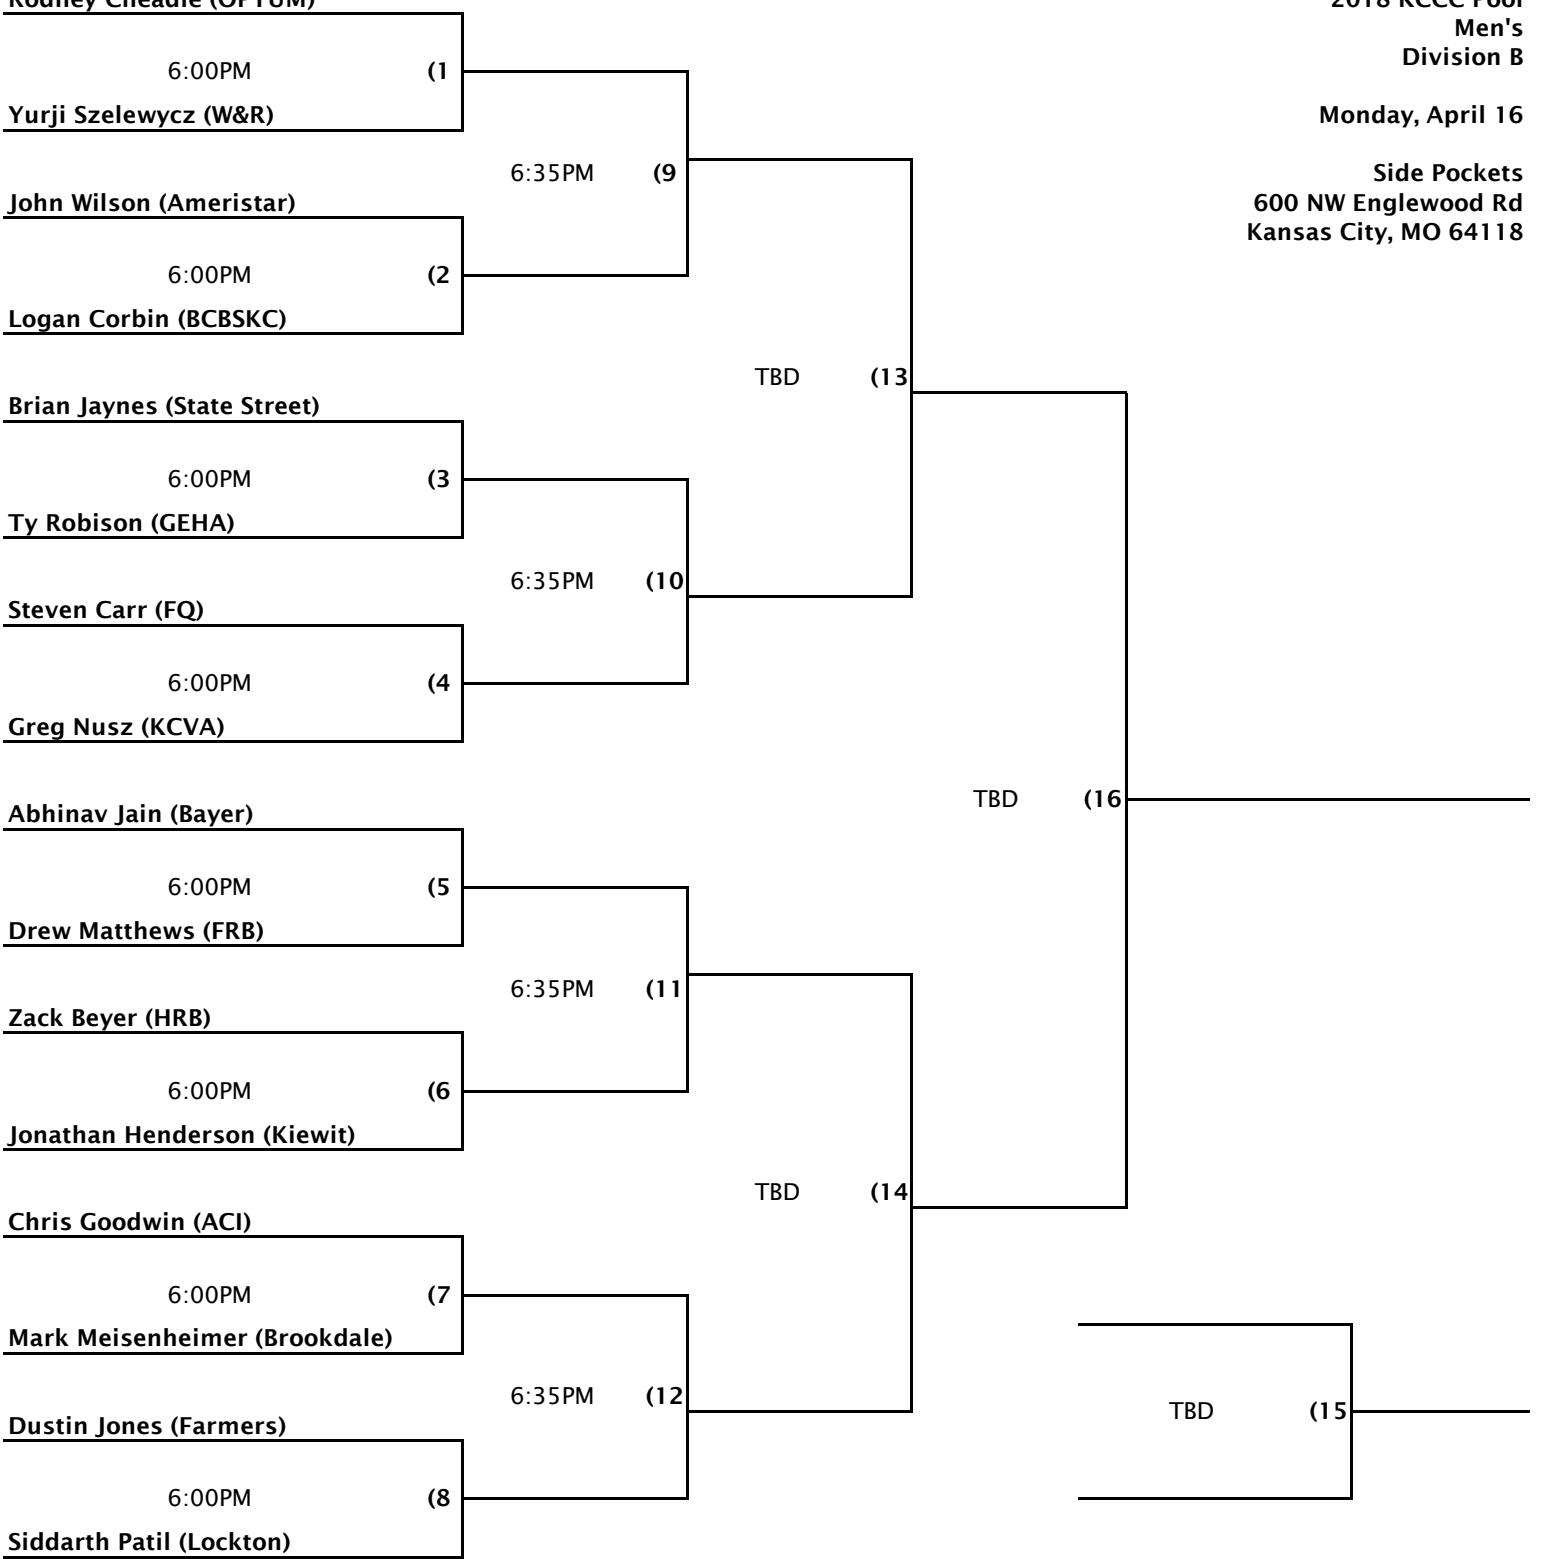 Rodney Cheadle (OPTUM)
2018 KCCC Pool
Men's
Division B
6:00PM (1
Yurji Szelewycz (W&R)
Monday, April 16
6:35PM (9
Side Pockets
John Wilson (Ameristar)
600 NW Englewood Rd
Kansas City, MO 64118
6:00PM (2
Logan Corbin (BCBSKC)
TBD (13
Brian Jaynes (State Street)
6:00PM (3
Ty Robison (GEHA)
6:35PM (10
Steven Carr (FQ)
6:00PM (4
Greg Nusz (KCVA)
TBD (16
Abhinav Jain (Bayer)
6:00PM (5
Drew Matthews (FRB)
6:35PM (11
Zack Beyer (HRB)
6:00PM (6
Jonathan Henderson (Kiewit)
TBD (14
Chris Goodwin (ACI)
6:00PM (7
Mark Meisenheimer (Brookdale)
6:35PM (12
TBD (15
Dustin Jones (Farmers)
6:00PM (8
Siddarth Patil (Lockton)